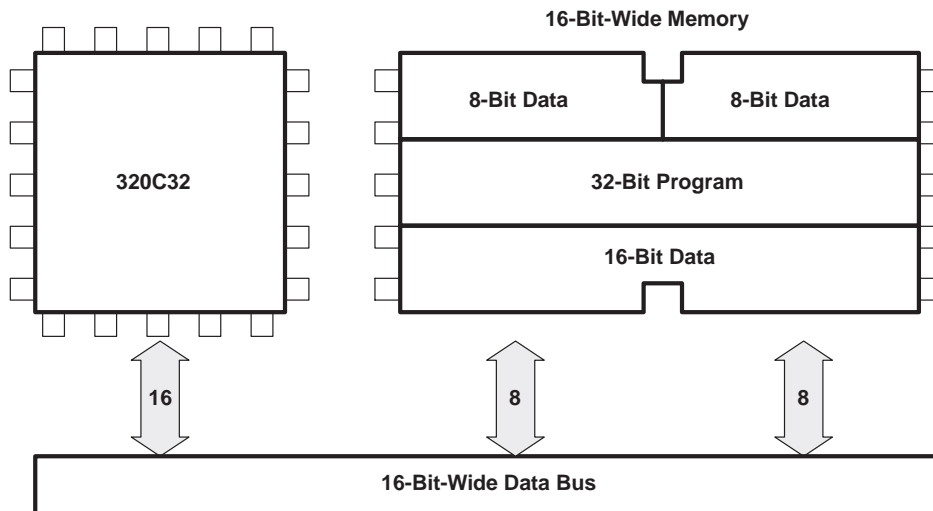 16-Bit-Wide Memory
8-Bit Data
8-Bit Data
320C32
32-Bit Program
16-Bit Data
16
8
8
16-Bit-Wide Data Bus